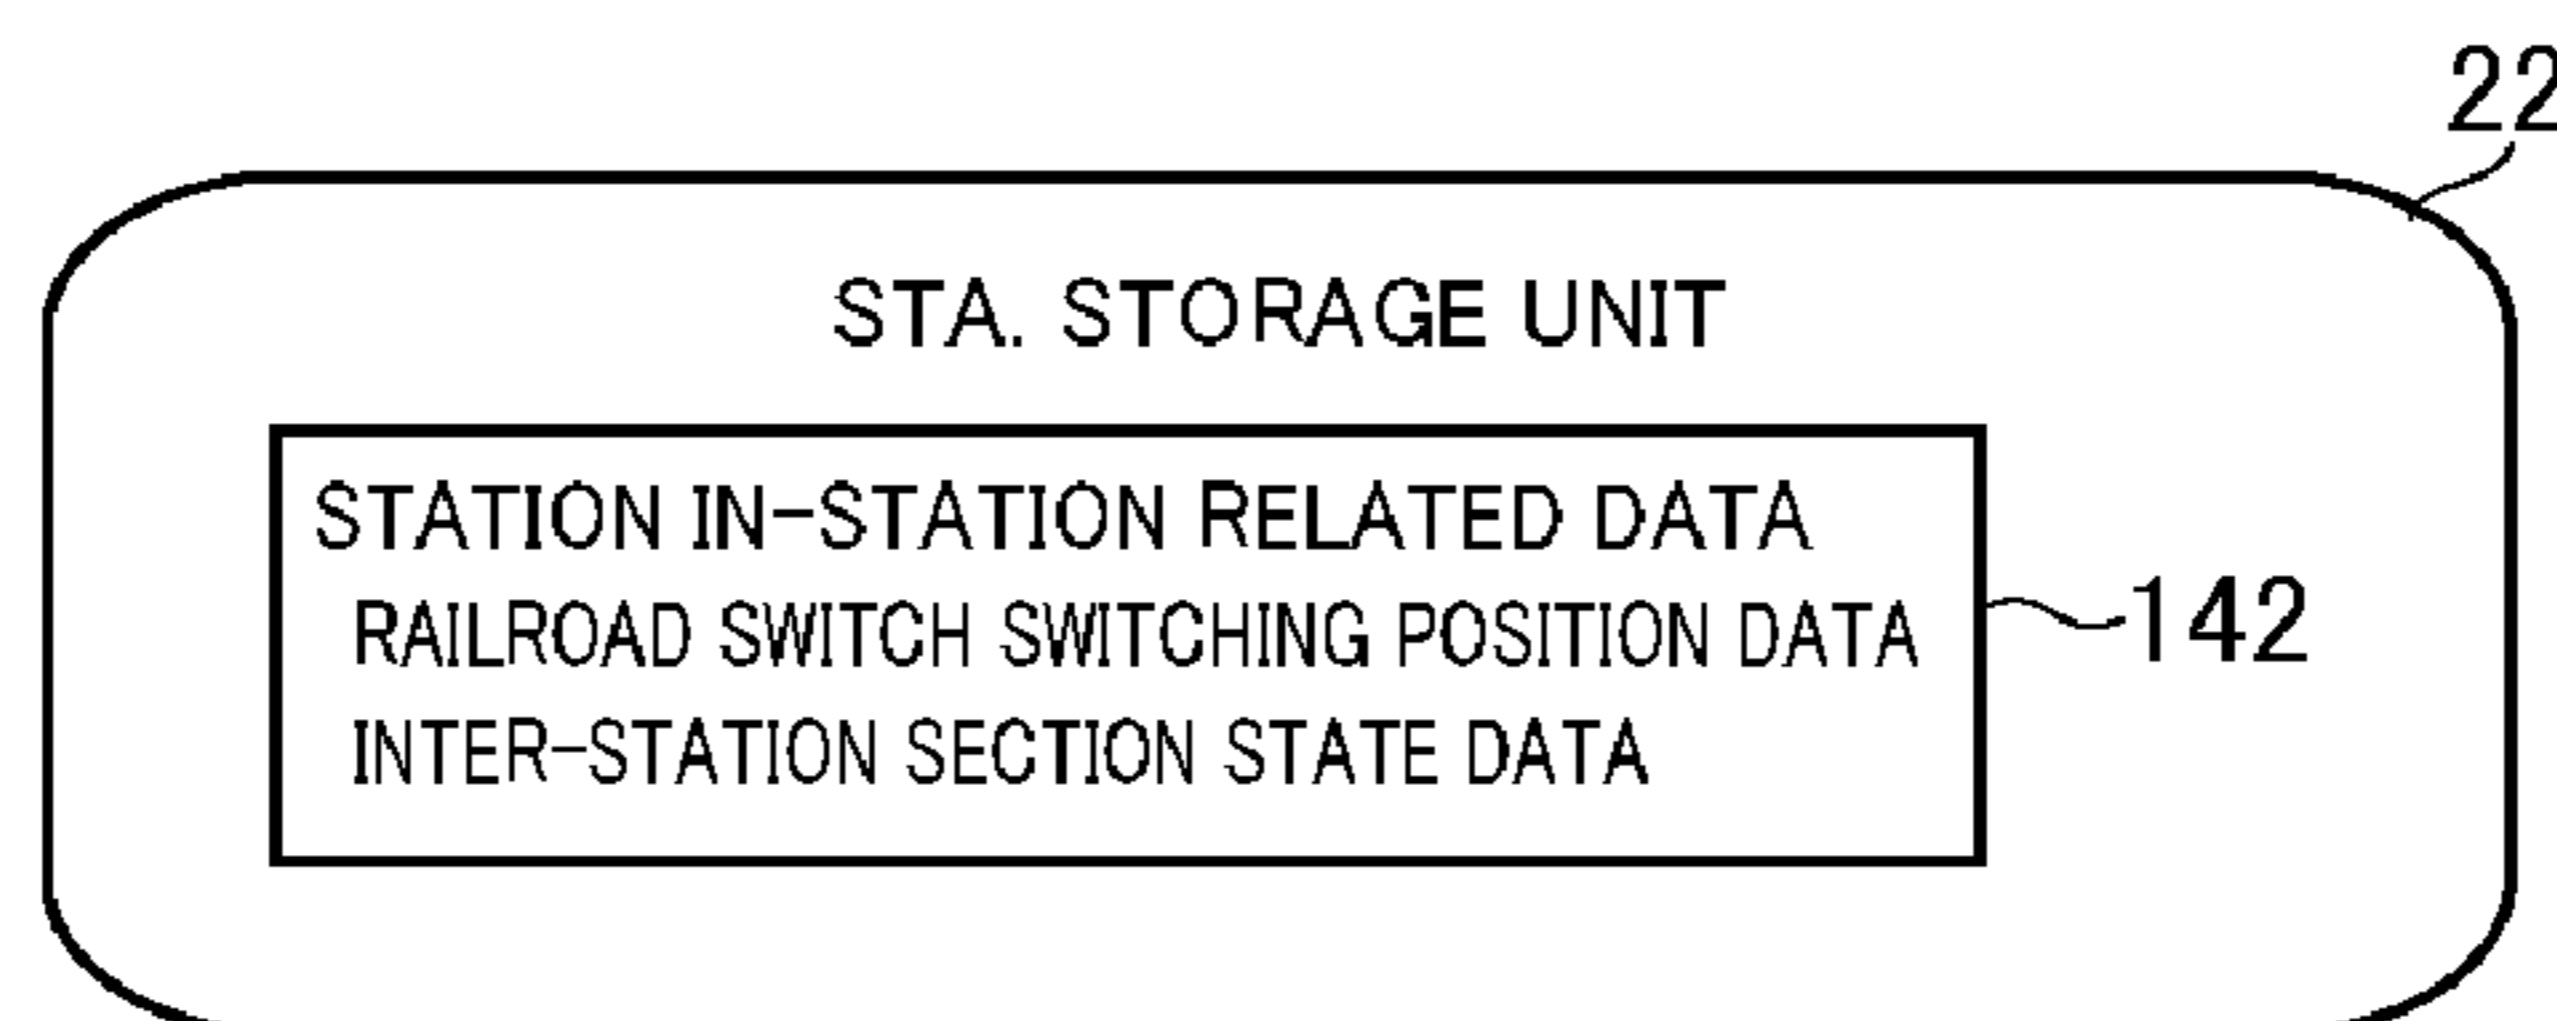 22
STA. STORAGE UNIT
STATION IN-STATION RELATED DATA
RAILROAD SWITCH SWITCHING POSITION DATA
142
INTER-STATION SECTION STATE DATA